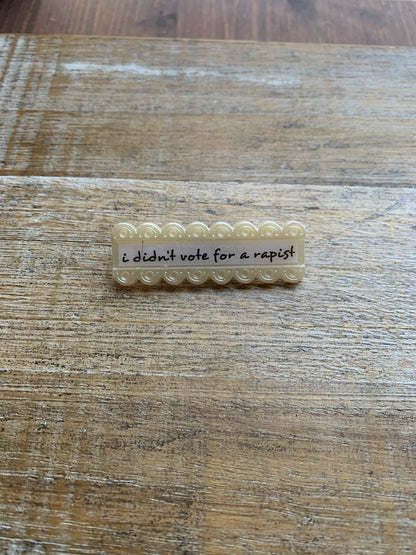 i didn't vote for a rapist